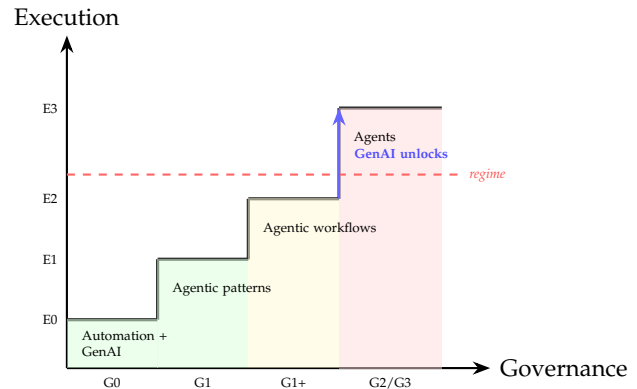 Execution
E3
Agents
GenAI unlocks
regime
E2
Agentic workflows
E1
Agentic patterns
E0
Automation +
GenAI
G0
G1
G1+
G2/G3
Governance